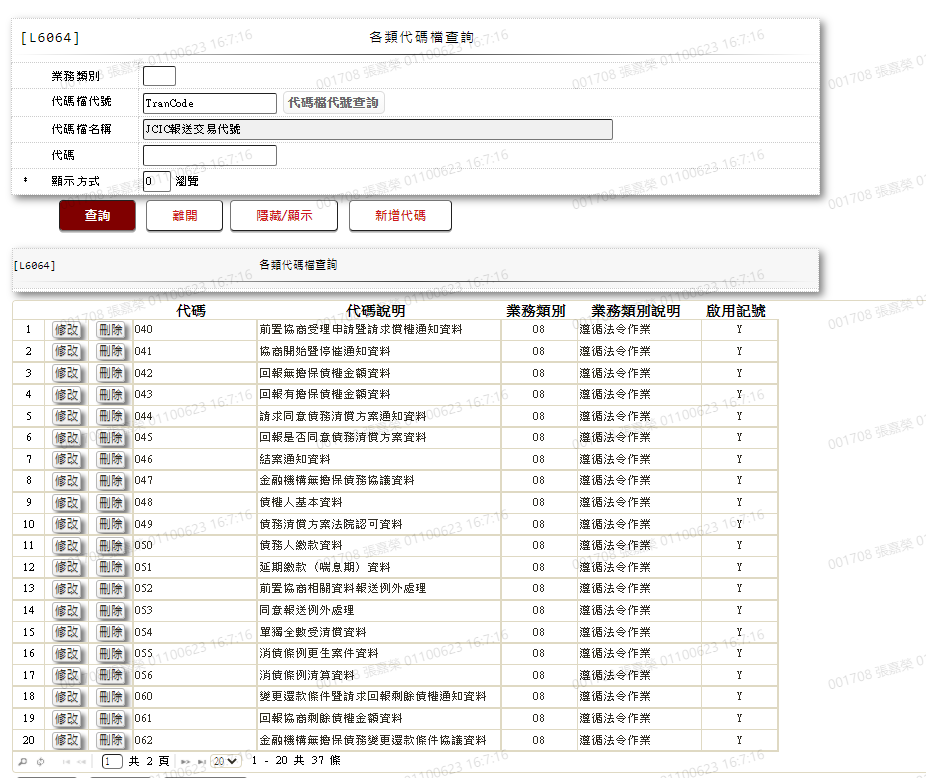 [L6064] 各類代碼檔查詢
業務類別
代碼檔代號 TranCode 代碼檔代號查詢
代碼檔名稱 JCIC報送交易代號
代碼
* 顯示方式 0 瀏覽
查詢 離開 隱藏/顯示 新增代碼
[L6064] 各類代碼檔查詢
代碼 代碼說明 業務類別 業務類別說明 啟用記號
1 修改 刪除 040 前置協商受理申請暨請求債權通知資料 08 遵循法令作業 Y
2 修改 刪除 041 協商開始暨停催通知資料 08 遵循法令作業 Y
3 修改 刪除 042 回報無擔保債權金額資料 08 遵循法令作業 Y
4 修改 刪除 043 回報有擔保債權金額資料 08 遵循法令作業 Y
5 修改 刪除 044 請求同意債務清償方案通知資料 08 遵循法令作業 Y
6 修改 刪除 045 回報是否同意債務清償方案資料 08 遵循法令作業 Y
7 修改 刪除 046 結案通知資料 08 遵循法令作業 Y
8 修改 刪除 047 金融機構無擔保債務協議資料 08 遵循法令作業 Y
9 修改 刪除 048 債權人基本資料 08 遵循法令作業 Y
10 修改 刪除 049 債務清償方案法院認可資料 08 遵循法令作業 Y
11 修改 刪除 050 債務人繳款資料 08 遵循法令作業 Y
12 修改 刪除 051 延期繳款（喘息期）資料 08 遵循法令作業 Y
13 修改 刪除 052 前置協商相關資料報送例外處理 08 遵循法令作業 Y
14 修改 刪除 053 同意報送例外處理 08 遵循法令作業 Y
15 修改 刪除 054 單獨全數受清償資料 08 遵循法令作業 Y
16 修改 刪除 055 消債條例更生案件資料 08 遵循法令作業 Y
17 修改 刪除 056 消債條例清算資料 08 遵循法令作業 Y
18 修改 刪除 060 變更還款條件暨請求回報剩餘債權通知資料 08 遵循法令作業 Y
19 修改 刪除 061 回報協商剩餘債權金額資料 08 遵循法令作業 Y
20 修改 刪除 062 金融機構無擔保債務變更還款條件協議資料 08 遵循法令作業 Y
1 共 2 頁 20 1 - 20 共 37 條
001708 張嘉榮 01100623 16:7:16